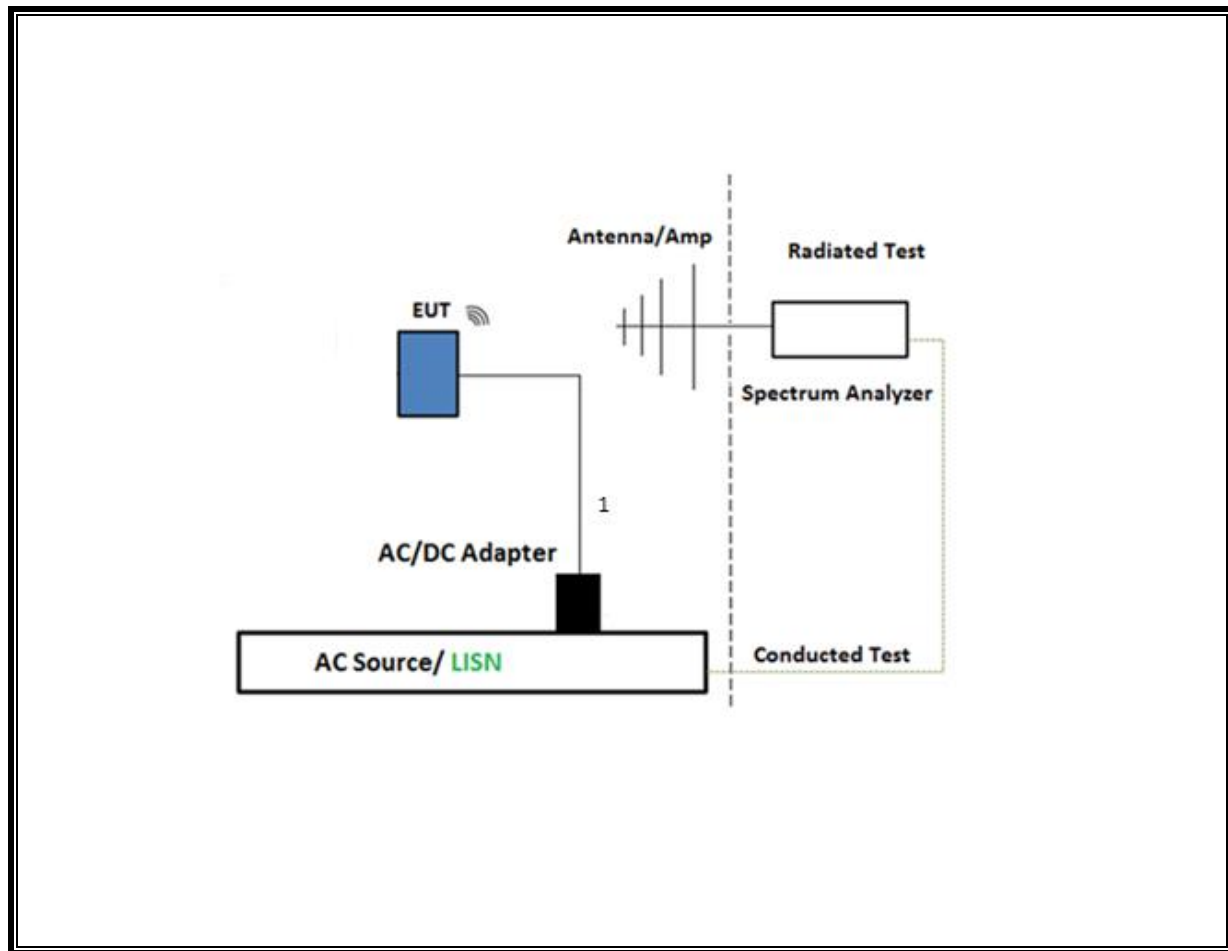 Antenna/Amp
Radiated Test
EUT
Spectrum Analyzer
1
AC/DC Adapter
AC Source/ LISN
Conducted Test